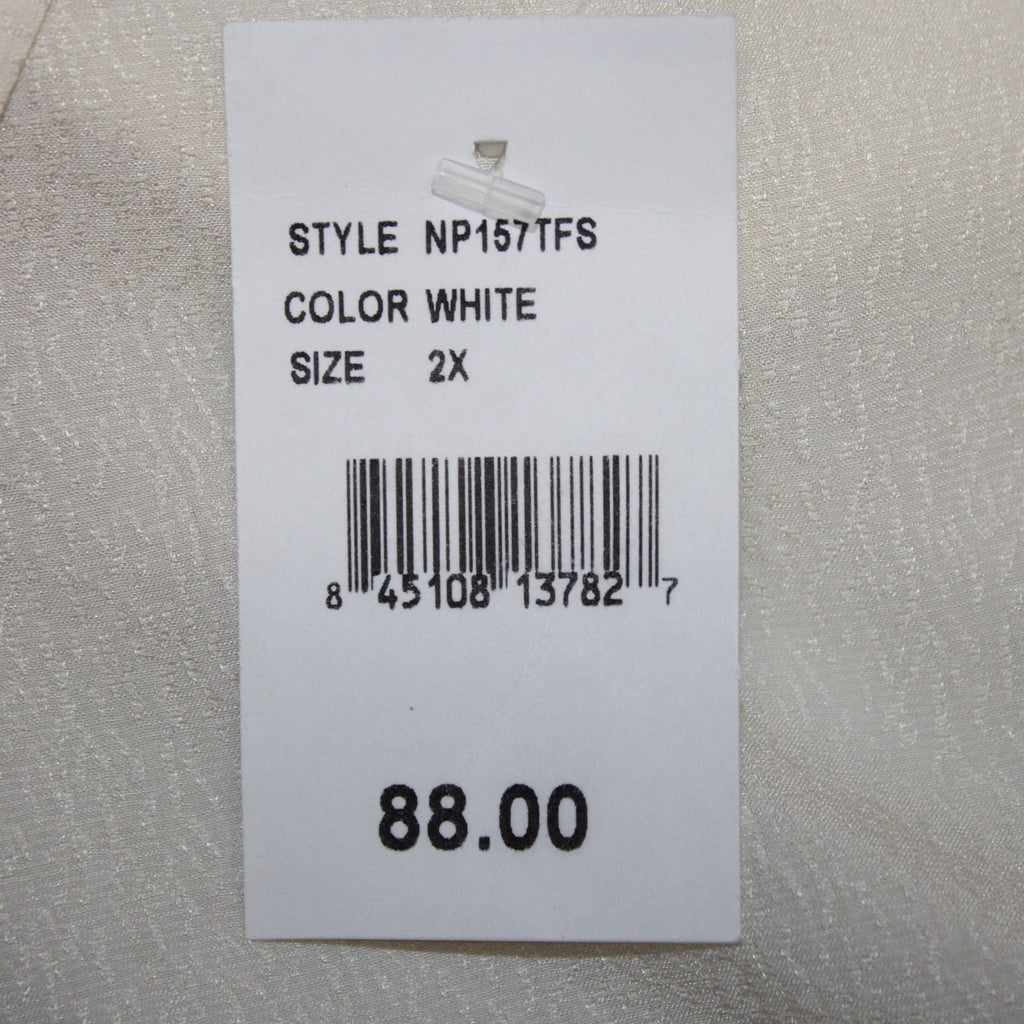 STYLE NP157TFS
COLOR WHITE
SIZE 2X
8 45108 13782 7
88.00